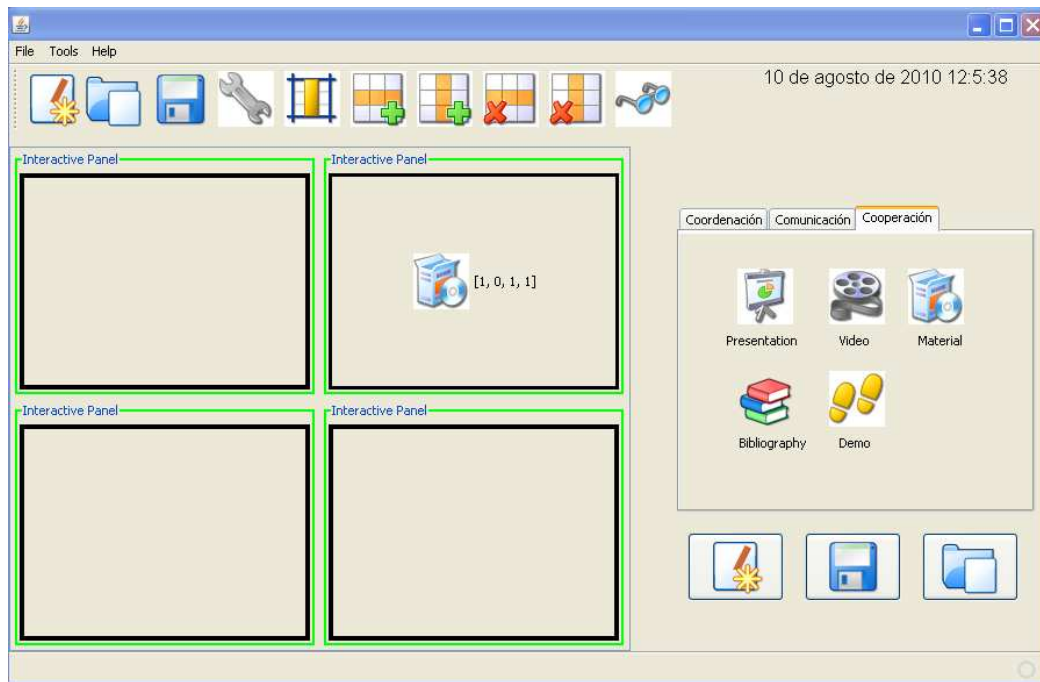 File Tools Help
10 de agosto de 2010 12:5:38
Interactive Panel
Interactive Panel
[1, 0, 1, 1]
Interactive Panel
Interactive Panel
Coordenación Comunicación Cooperación
Presentation Video Material
Bibliography Demo